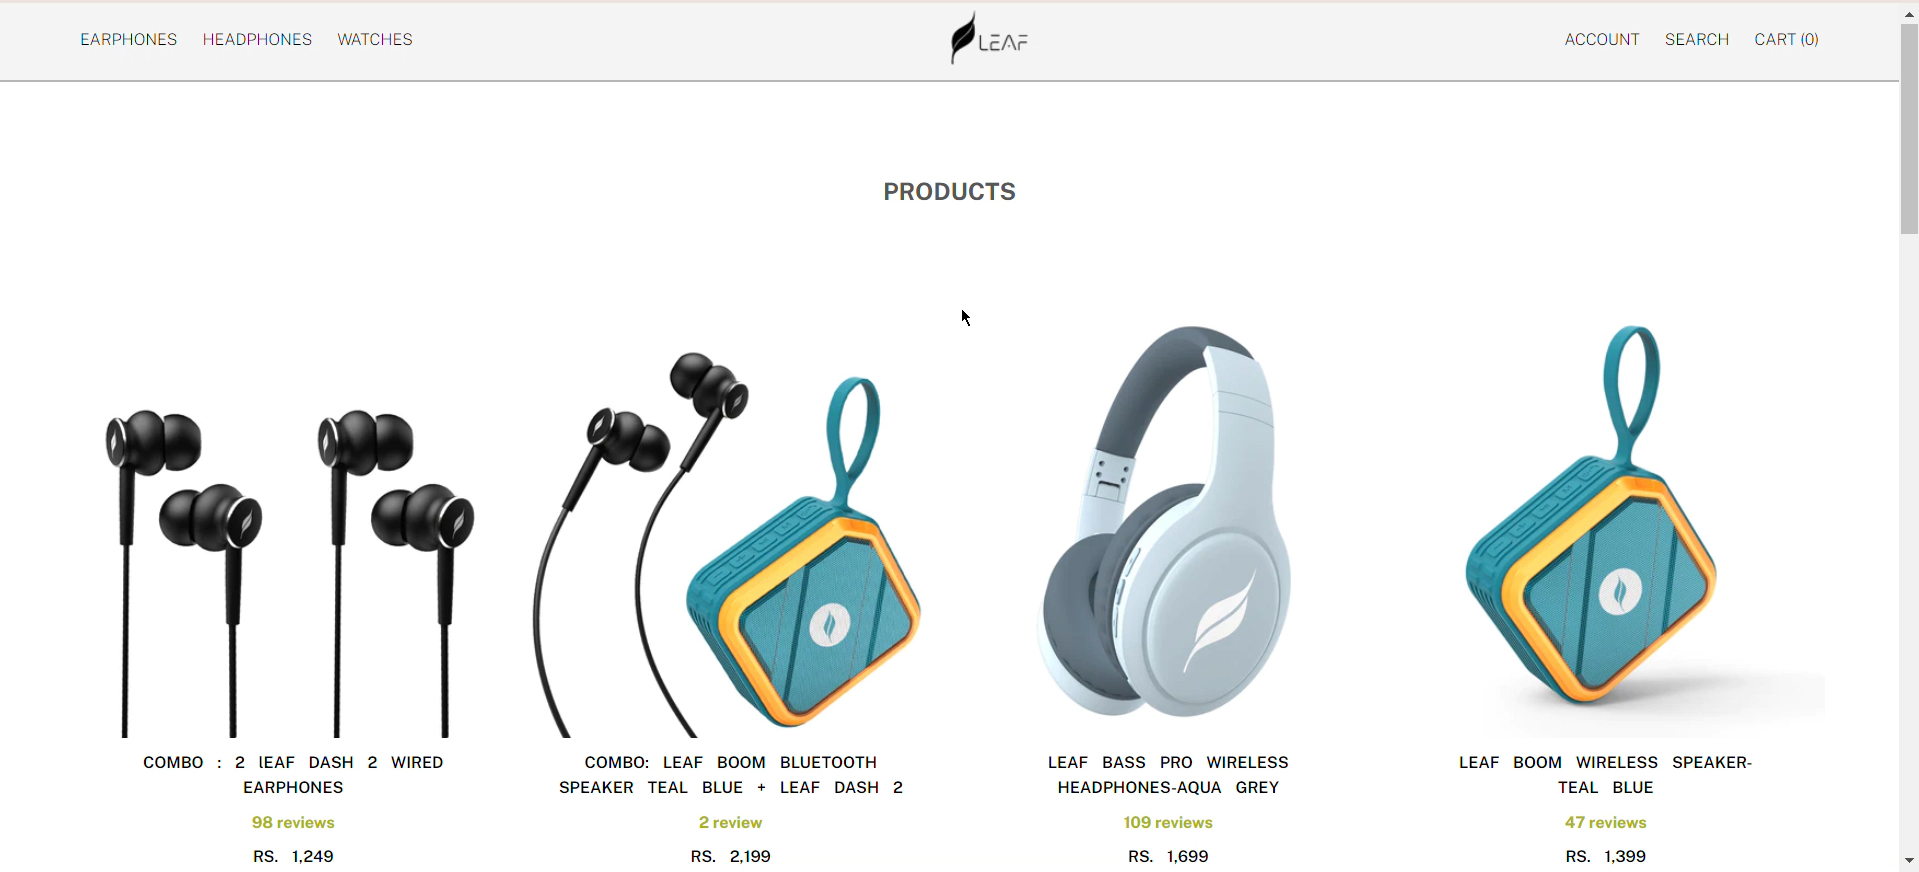 EARPHONES HEADPHONES WATCHES
LEAF
ACCOUNT SEARCH CART (0)
PRODUCTS
COMBO : 2 lEAF DASH 2 WIRED
EARPHONES
98 reviews
RS. 1,249
COMBO: LEAF BOOM BLUETOOTH
SPEAKER TEAL BLUE + LEAF DASH 2
2 review
RS. 2,199
LEAF BASS PRO WIRELESS
HEADPHONES-AQUA GREY
109 reviews
RS. 1,699
LEAF BOOM WIRELESS SPEAKER-
TEAL BLUE
47 reviews
RS. 1,399